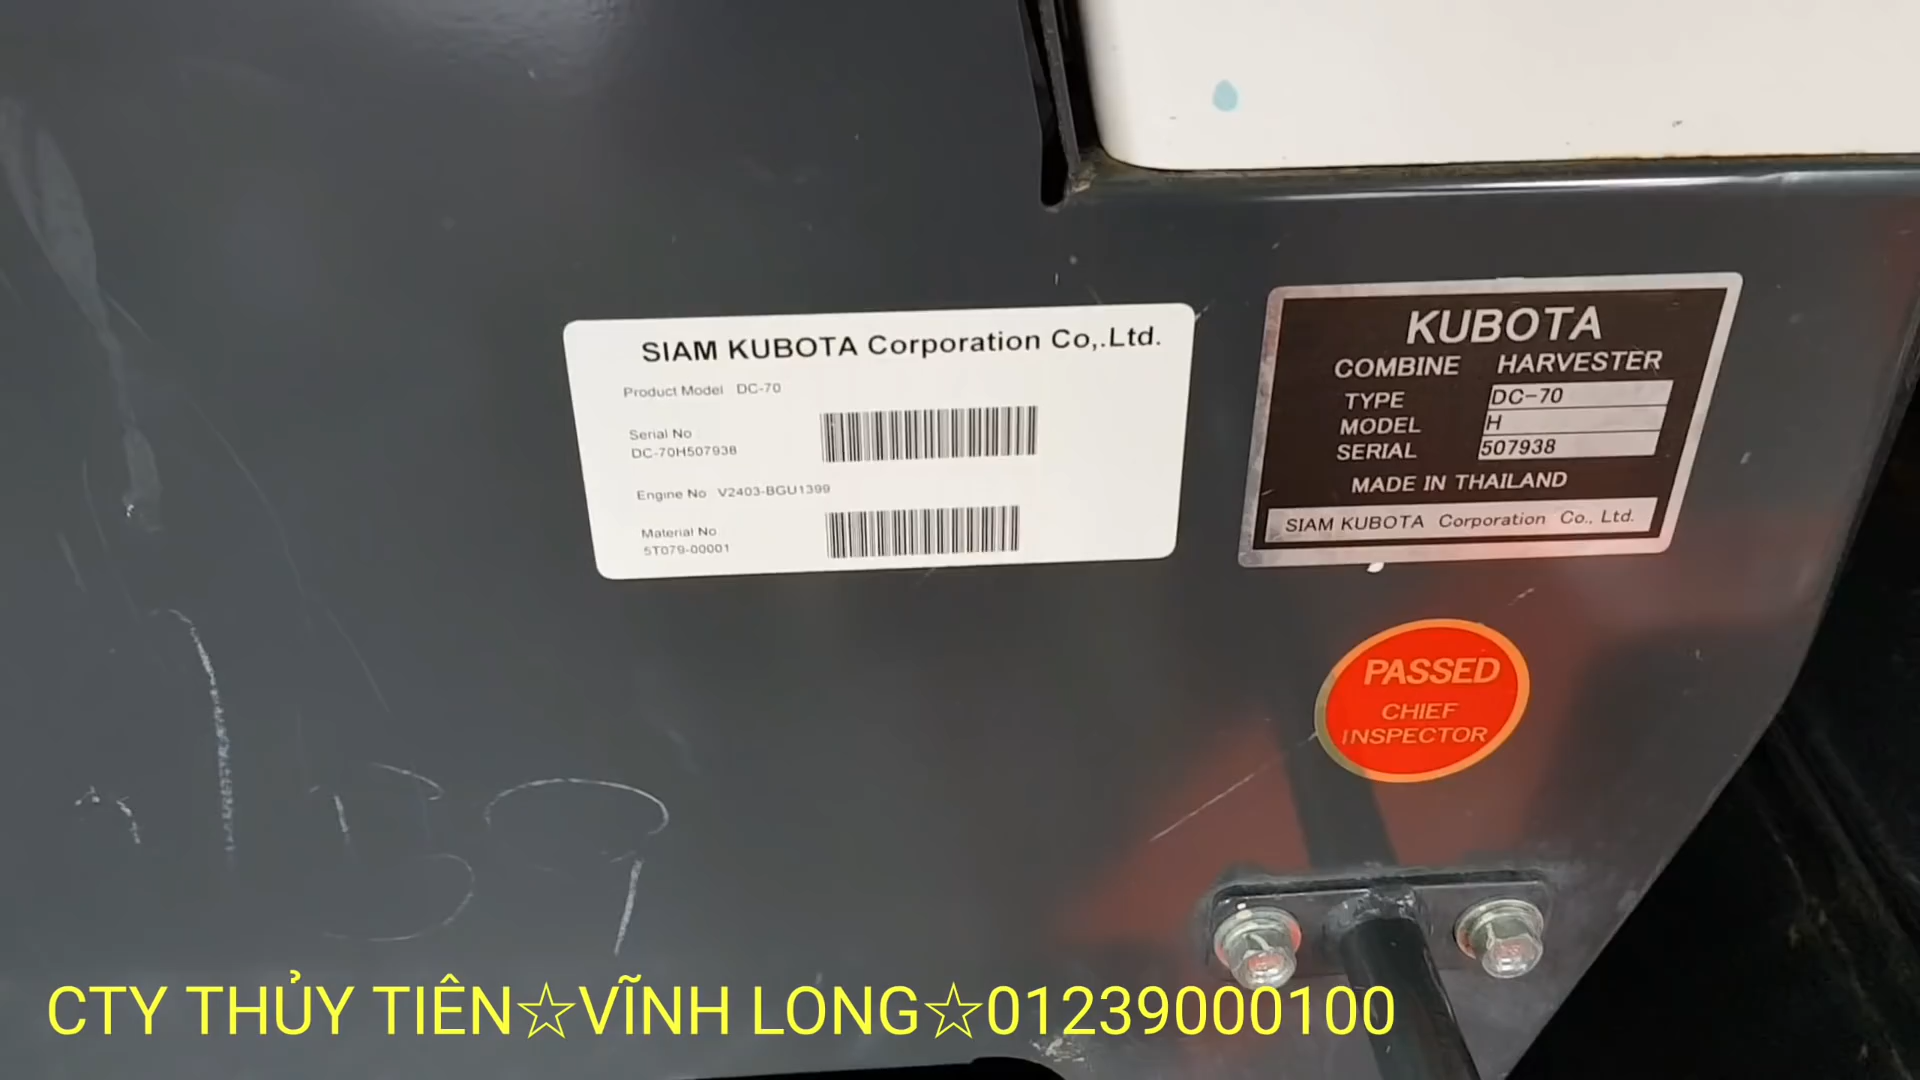 SIAM KUBOTA Corporation Co,.Ltd.
Product Model DC-70
Serial No
DC-70H507938
Engine No V2403-BGU1399
Material No
5T079-00001
KUBOTA
COMBINE HARVESTER
TYPE DC-70
MODEL H
SERIAL 507938
MADE IN THAILAND
SIAM KUBOTA Corporation Co., Ltd.
PASSED
CHIEF
INSPECTOR
CTY THỦY TIÊN☆VĨNH LONG☆01239000100